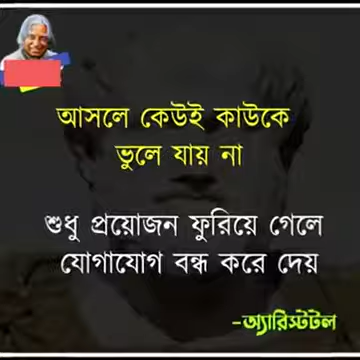 আসলে কেউই কাউকে
ভুলে যায় না
শুধু প্রয়োজন ফুরিয়ে গেলে
যোগাযোগ বন্ধ করে দেয়
-অ্যারিস্টটল